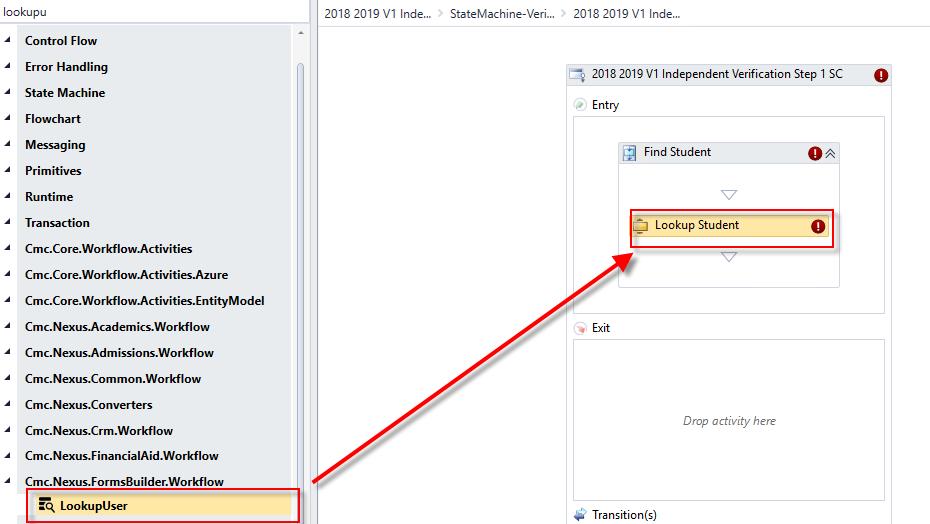 lookupu
Control Flow
Error Handling
State Machine
Flowchart
Messaging
Primitives
Runtime
Transaction
Cmc.Core.Workflow.Activities
Cmc.Core.Workflow.Activities.Azure
Cmc.Core.Workflow.Activities.EntityModel
Cmc.Nexus.Academics.Workflow
Cmc.Nexus.Admissions.Workflow
Cmc.Nexus.Common.Workflow
Cmc.Nexus.Converters
Cmc.Nexus.Crm.Workflow
Cmc.Nexus.FinancialAid.Workflow
Cmc.Nexus.FormsBuilder.Workflow
LookupUser
2018 2019 V1 Inde... > StateMachine-Veri... > 2018 2019 V1 Inde...
2018 2019 V1 Independent Verification Step 1 SC
Entry
Find Student
Lookup Student
Exit
Drop activity here
Transition(s)